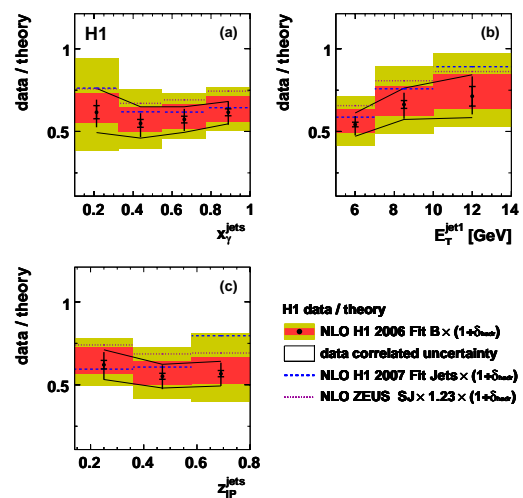 H1
(a)
data / theory
1
0.5
0.2 0.4 0.6 0.8 1
x_γ^jets
(b)
data / theory
1
0.5
6 8 10 12 14
E_T^jet1 [GeV]
(c)
data / theory
1
0.5
0.2 0.4 0.6 0.8
z_IP^jets
H1 data / theory
NLO H1 2006 Fit B × (1+δ_hadr)
data correlated uncertainty
NLO H1 2007 Fit Jets × (1+δ_hadr)
NLO ZEUS SJ × 1.23 × (1+δ_hadr)